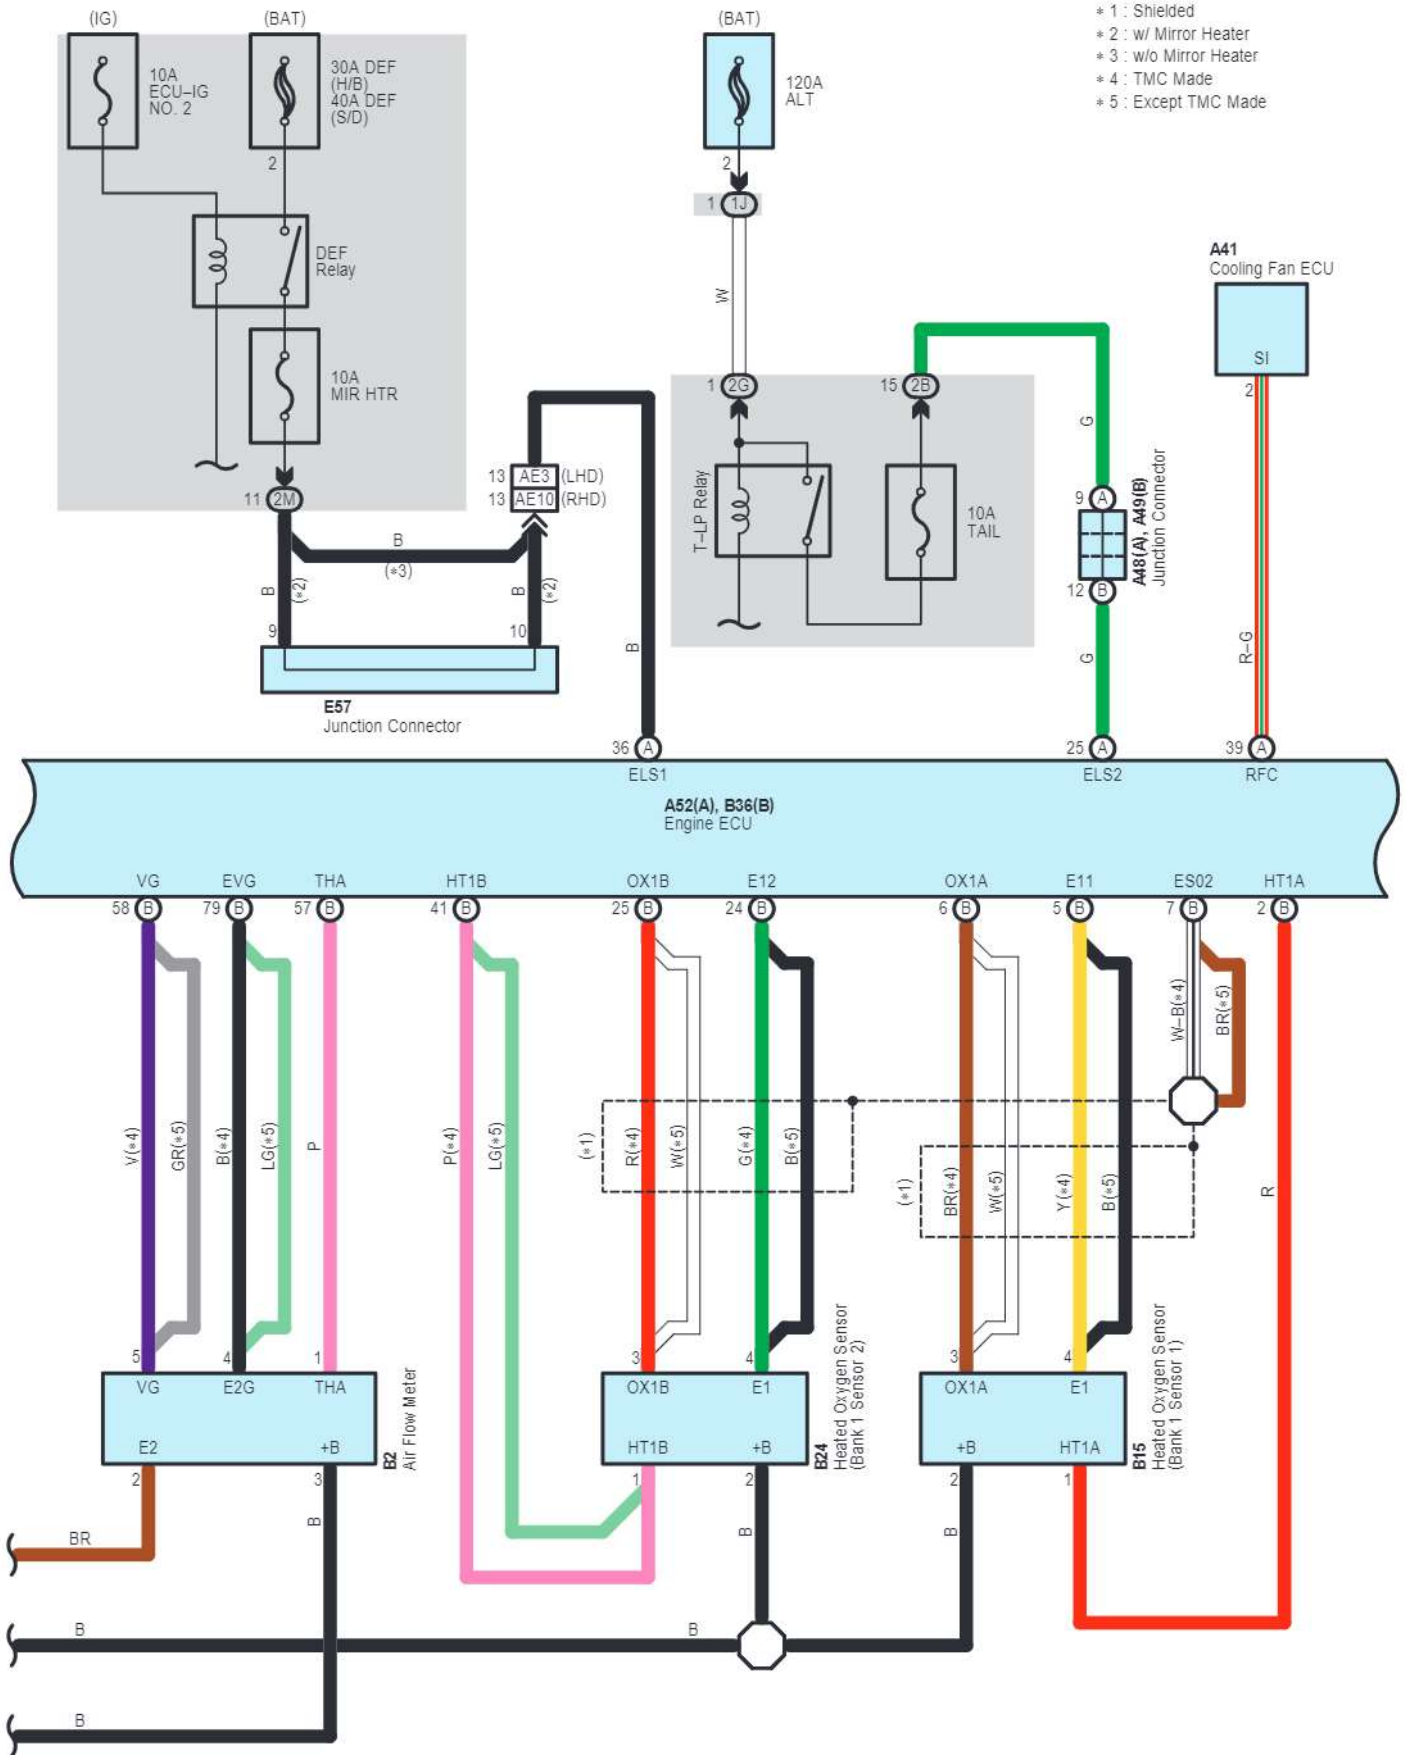 (IG)
(BAT)
(BAT)
∗ 1 : Shielded
∗ 2 : w/ Mirror Heater
∗ 3 : w/o Mirror Heater
∗ 4 : TMC Made
∗ 5 : Except TMC Made
10A
ECU–IG
NO. 2
30A DEF
(H/B)
40A DEF
(S/D)
120A
ALT
2
2
1
1J
DEF
Relay
A41
Cooling Fan ECU
SI
2
W
10A
MIR HTR
1
2G
15
2B
G
13
AE3
(LHD)
13
AE10
(RHD)
11
2M
T–LP Relay
10A
TAIL
9
A
A48(A), A49(B)
Junction Connector
12
B
B
(∗3)
B
(∗2)
B
(∗2)
9
10
B
G
R–G
E57
Junction Connector
36
A
25
A
39
A
ELS1
ELS2
RFC
A52(A), B36(B)
Engine ECU
VG
EVG
THA
HT1B
OX1B
E12
OX1A
E11
ES02
HT1A
58
B
79
B
57
B
41
B
25
B
24
B
6
B
5
B
7
B
2
B
W–B(∗4)
BR(∗5)
V(∗4)
GR(∗5)
B(∗4)
LG(∗5)
P
P(∗4)
LG(∗5)
(∗1)
R(∗4)
W(∗5)
G(∗4)
B(∗5)
(∗1)
BR(∗4)
W(∗5)
Y(∗4)
B(∗5)
R
5
4
1
3
4
3
4
VG
E2G
THA
OX1B
E1
OX1A
E1
E2
+B
HT1B
+B
+B
HT1A
B2
Air Flow Meter
B24
Heated Oxygen Sensor
(Bank 1 Sensor 2)
B15
Heated Oxygen Sensor
(Bank 1 Sensor 1)
2
3
1
2
2
1
B
B
B
BR
B
B
B